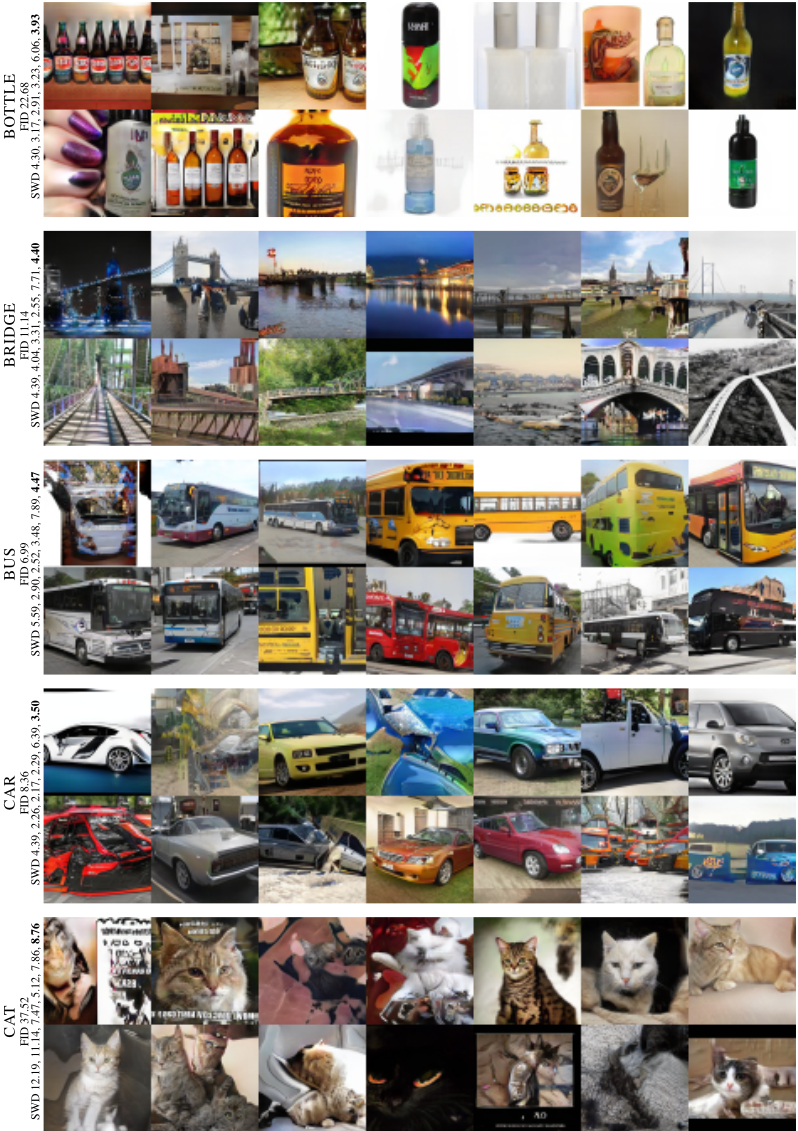 BOTTLE
FID 22.68
SWD 4.30, 3.17, 2.91, 3.23, 6.06, 3.93
BRIDGE
FID 11.14
SWD 4.39, 4.04, 3.31, 2.55, 7.71, 4.40
BUS
FID 6.99
SWD 5.59, 2.90, 2.52, 3.48, 7.89, 4.47
CAR
FID 8.36
SWD 4.39, 2.26, 2.17, 2.29, 6.39, 3.50
CAT
FID 37.52
SWD 12.19, 11.14, 7.47, 5.12, 7.86, 8.76